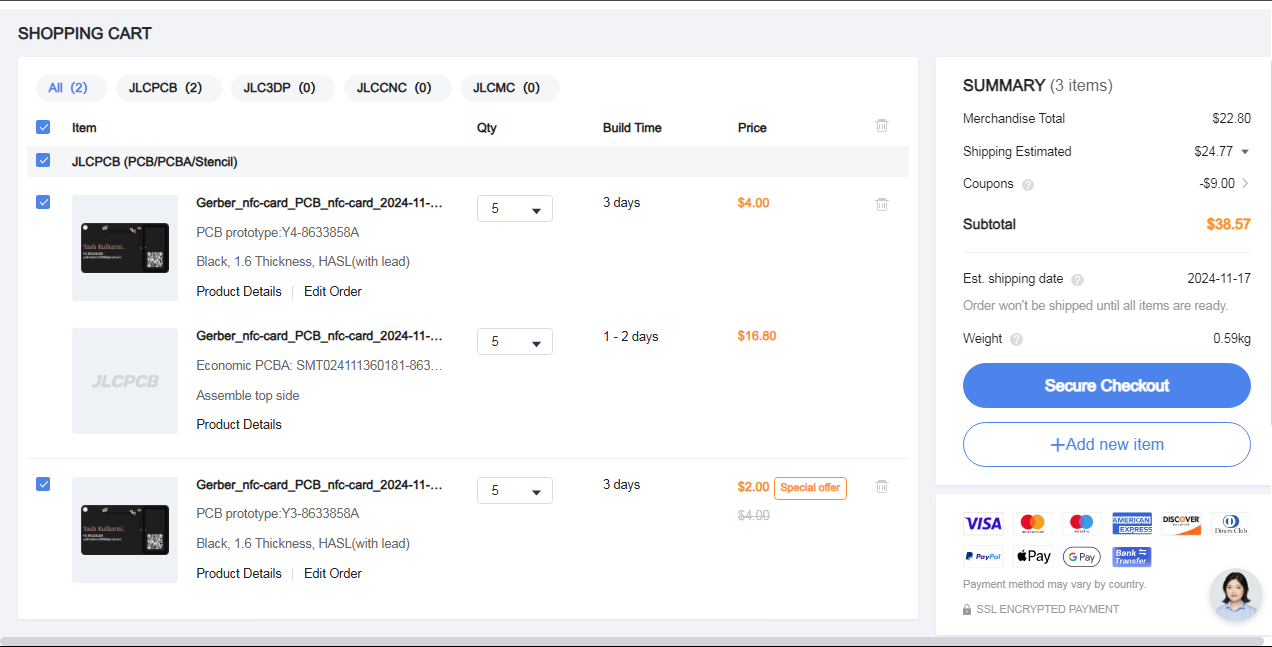 SHOPPING CART
All (2) JLCPCB (2) JLC3DP (0) JLCCNC (0) JLCMC (0)
Item Qty Build Time Price
JLCPCB (PCB/PCBA/Stencil)
Gerber_nfc-card_PCB_nfc-card_2024-11-... 5 3 days $4.00
PCB prototype:Y4-8633858A
Yash Kulkarni.
Black, 1.6 Thickness, HASL(with lead)
Product Details Edit Order
Gerber_nfc-card_PCB_nfc-card_2024-11-... 5 1 - 2 days $16.80
Economic PCBA: SMT024111360181-863...
JLCPCB
Assemble top side
Product Details
Gerber_nfc-card_PCB_nfc-card_2024-11-... 5 3 days $2.00 Special offer
PCB prototype:Y3-8633858A $4.00
Yash Kulkarni.
Black, 1.6 Thickness, HASL(with lead)
Product Details Edit Order
SUMMARY (3 items)
Merchandise Total $22.80
Shipping Estimated $24.77
Coupons ? -$9.00
Subtotal $38.57
Est. shipping date ? 2024-11-17
Order won't be shipped until all items are ready.
Weight ? 0.59kg
Secure Checkout
+Add new item
VISA AMERICAN EXPRESS DISCOVER Diners Club
PayPal Pay G Pay Bank Transfer
Payment method may vary by country.
SSL ENCRYPTED PAYMENT